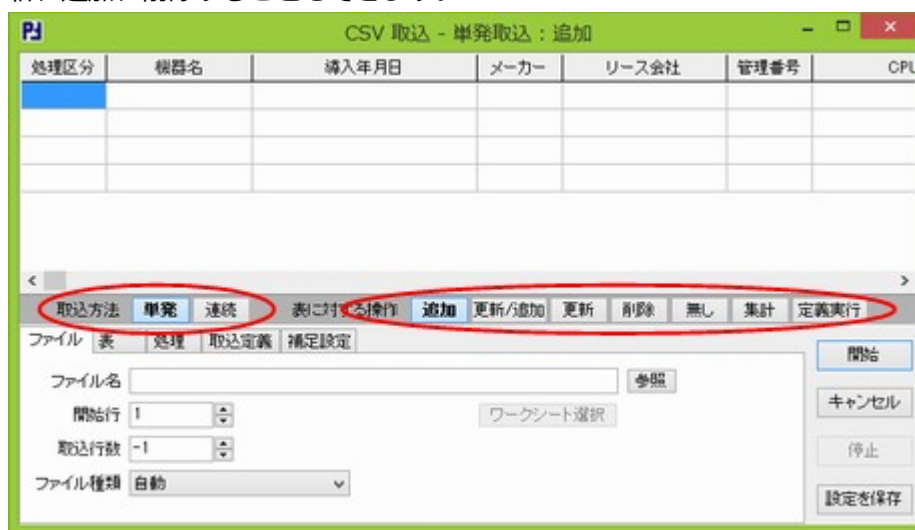 CSV 取込 - 単発取込 : 追加
処理区分 機器名 導入年月日 メーカー リース会社 管理番号 CPU
取込方法 単発 連続 表に対する操作 追加 更新/追加 更新 削除 無し 集計 定義実行
ファイル 表 処理 取込定義 補足設定
開始
ファイル名 参照
キャンセル
開始行 1 ワークシート選択
取込行数 -1
停止
ファイル種類 自動
設定を保存